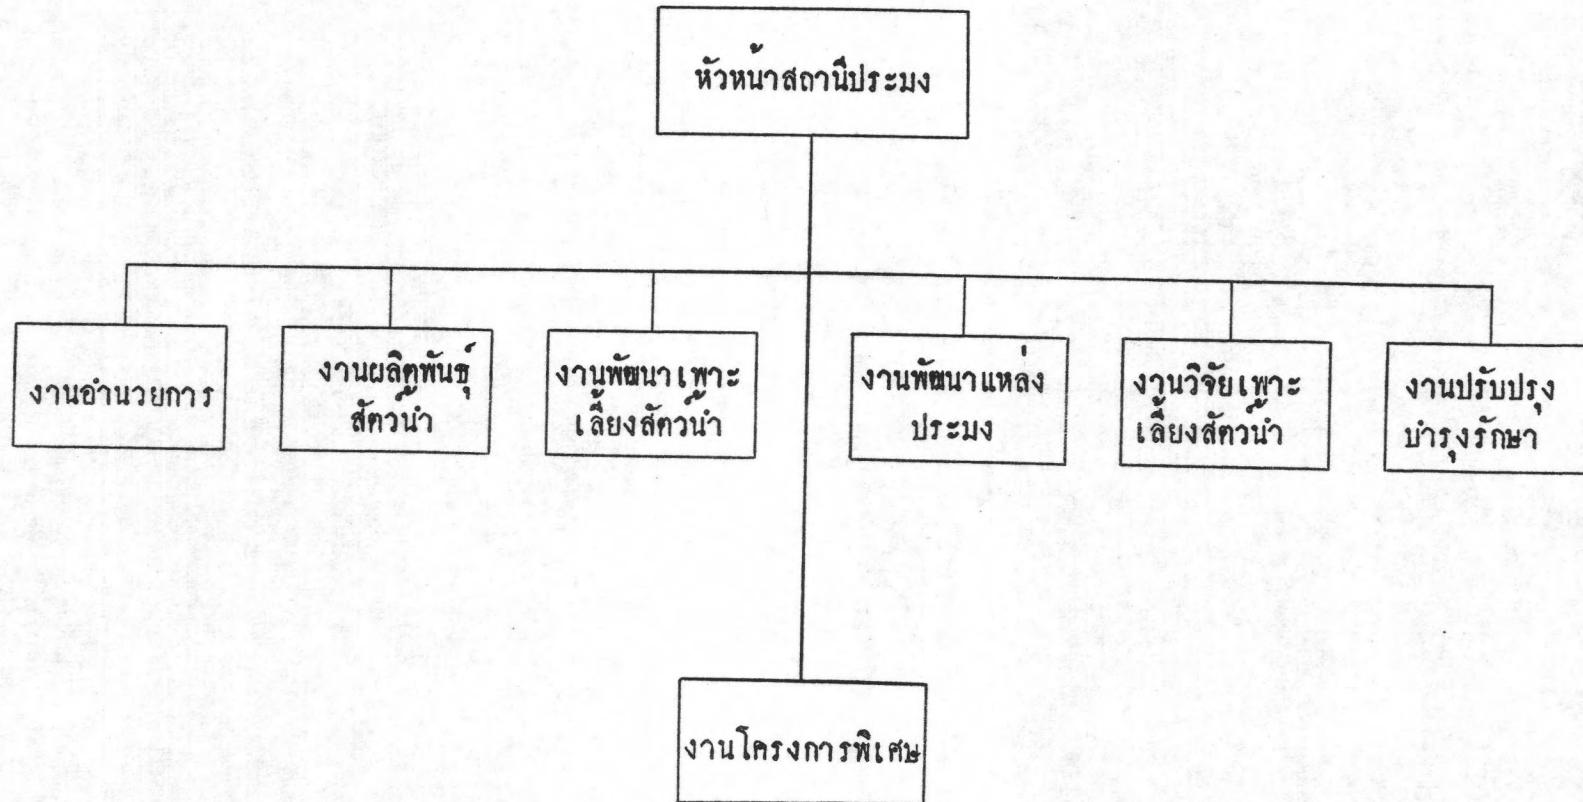 หัวหน้าสถานีประมง
งานอำนวยการ
งานผลิตพันธุ์
สัตว์น้ำ
งานพัฒนาเพาะ
เลี้ยงสัตว์น้ำ
งานพัฒนาแหล่ง
ประมง
งานวิจัยเพาะ
เลี้ยงสัตว์น้ำ
งานปรับปรุง
บำรุงรักษา
งานโครงการพิเศษ